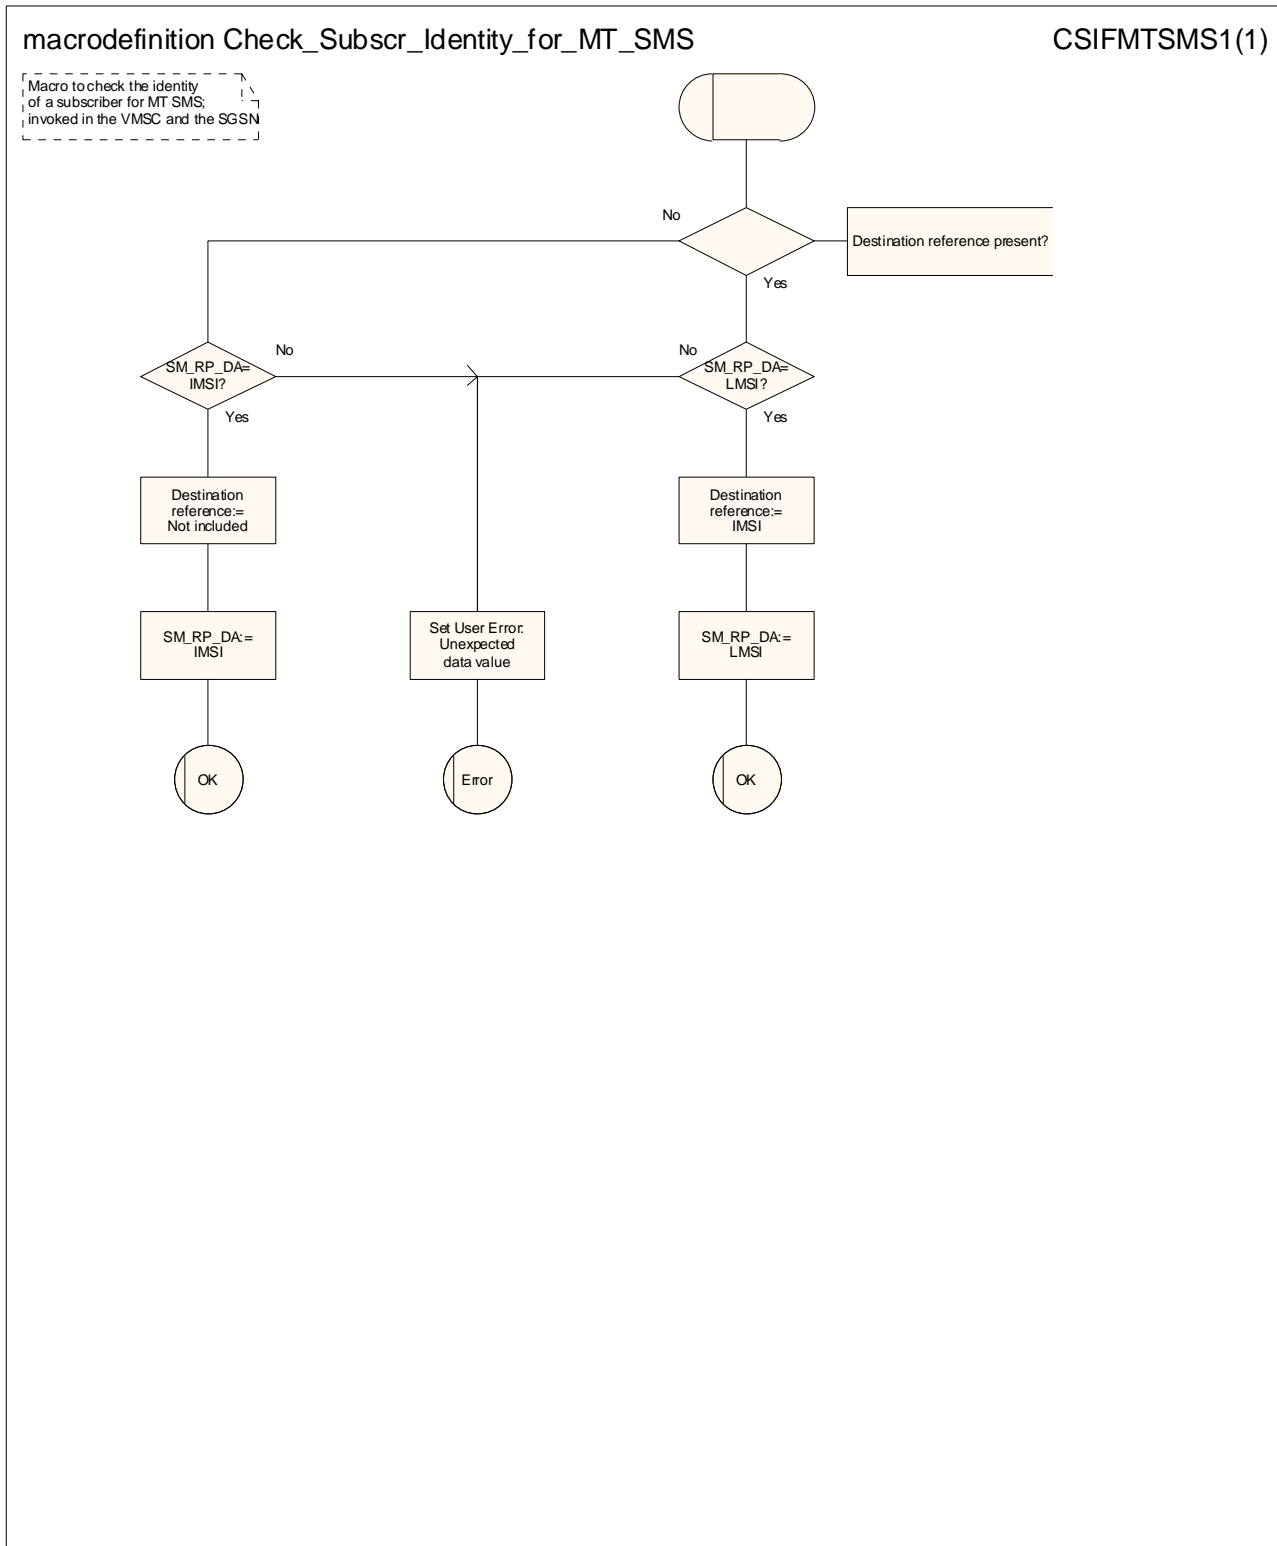 macrodefinition Check_Subscr_Identity_for_MT_SMS
CSIFMTSMS1(1)
Macro to check the identity
of a subscriber for MT SMS;
invoked in the VMSC and the SGSN
No
Destination reference present?
Yes
SM_RP_DA=
IMSI?
No
Yes
No
SM_RP_DA=
LMSI?
Yes
Destination
reference:=
Not included
Destination
reference:=
IMSI
SM_RP_DA:=
IMSI
Set User Error:
Unexpected
data value
SM_RP_DA:=
LMSI
OK
Error
OK